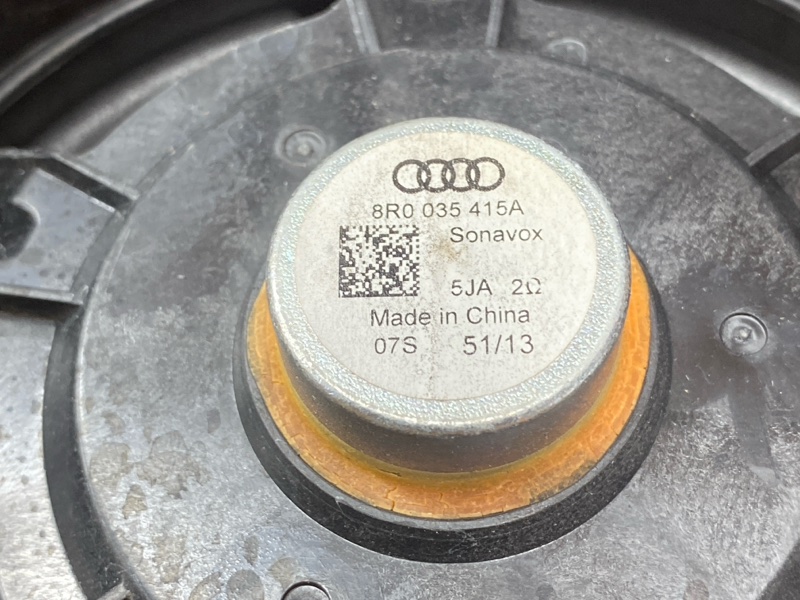 8R0 035 415A
Sonavox
5JA 2Ω
Made in China
07S 51/13